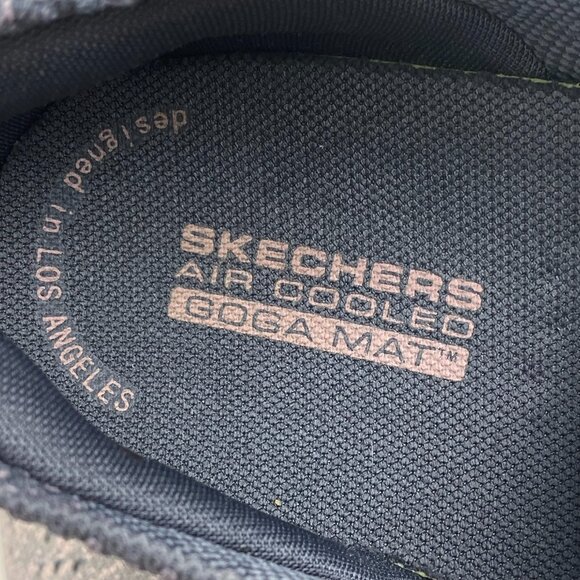 designed in LOS ANGELES
SKECHERS
AIR COOLED
GOGA MAT™